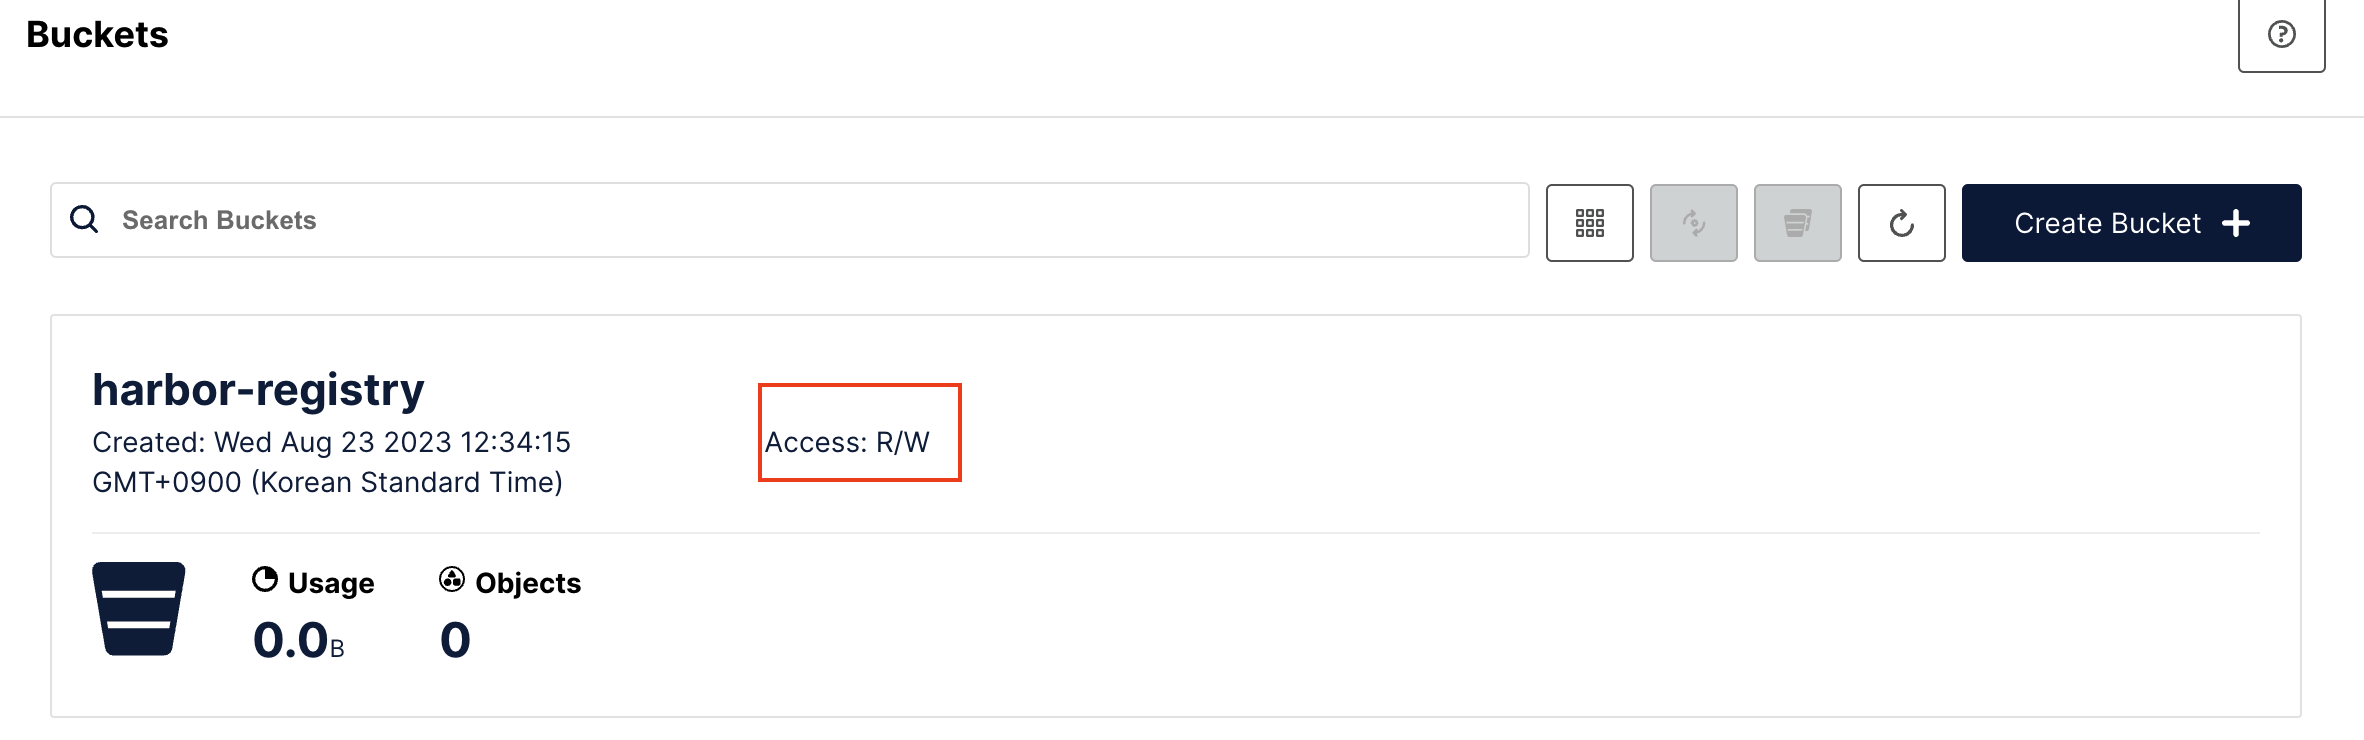 Buckets
Search Buckets
Create Bucket
harbor-registry
Created: Wed Aug 23 2023 12:34:15
GMT+0900 (Korean Standard Time)
Access: R/W
Usage
Objects
0.0B
0